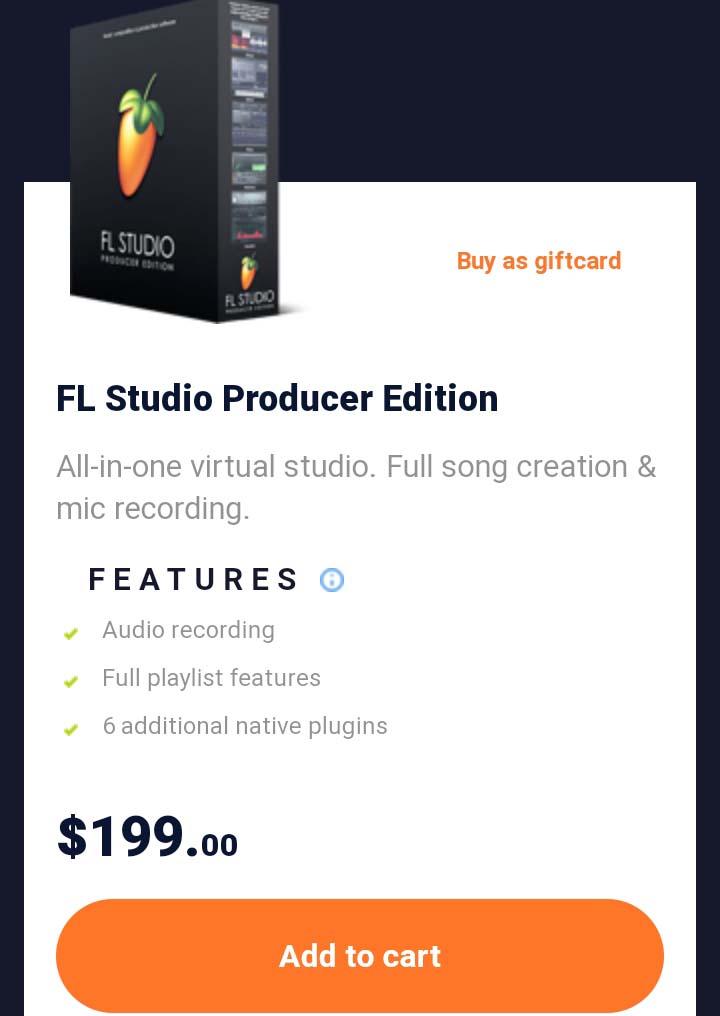 FL STUDIO
PRODUCER EDITION
FL STUDIO
Buy as giftcard
FL Studio Producer Edition
All-in-one virtual studio. Full song creation &
mic recording.
FEATURES
Audio recording
Full playlist features
6 additional native plugins
$199.00
Add to cart